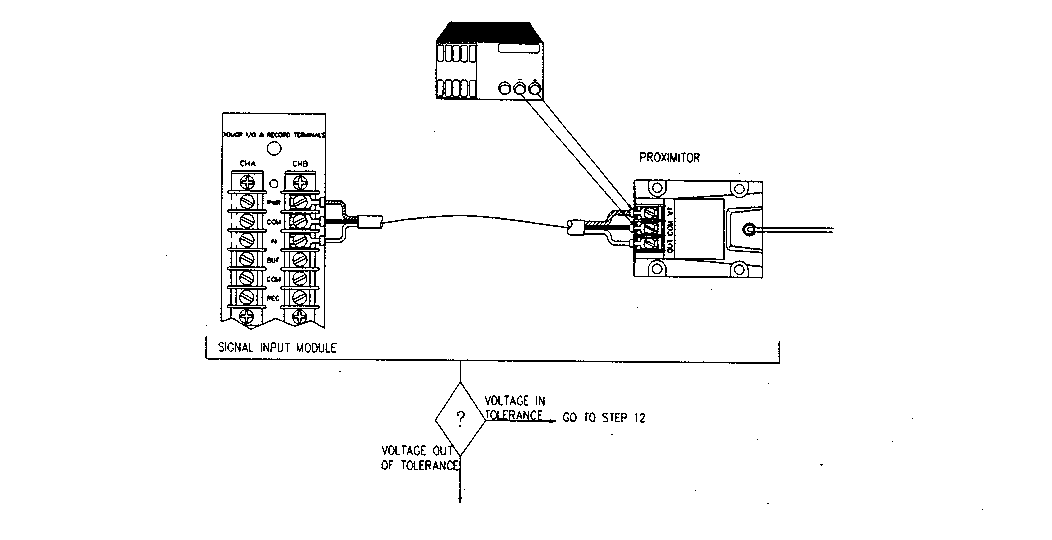 PROXIMITOR
POWER I/O & RECORD TERMINALS
CHA CHB
PWR
COM
IN
BUF
COM
REC
-VT
COM
OUT
SIGNAL INPUT MODULE
VOLTAGE IN
TOLERANCE GO TO STEP 12
?
VOLTAGE OUT
OF TOLERANCE